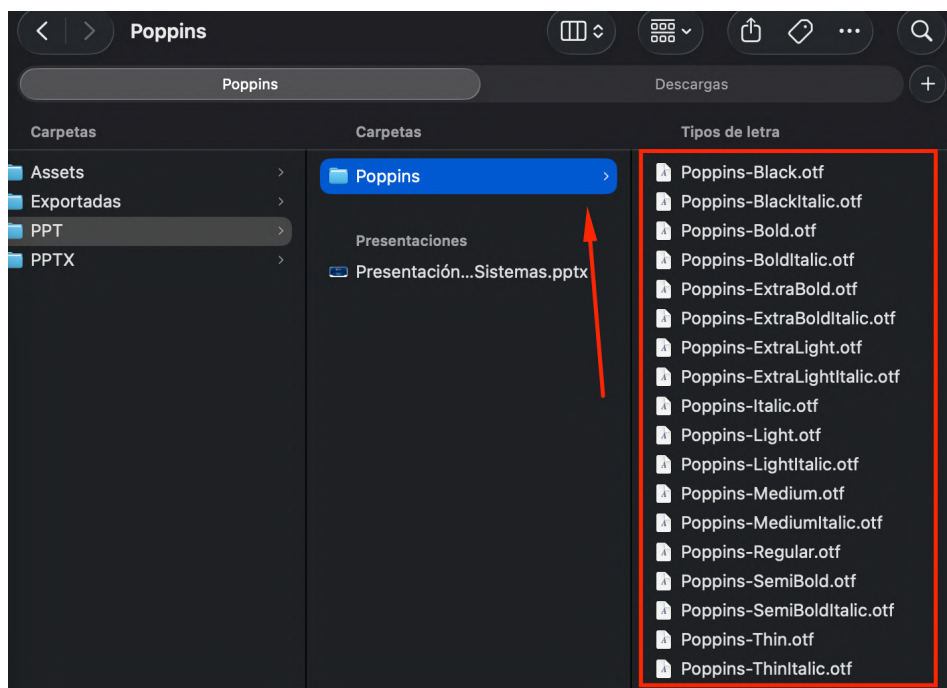 Poppins
Poppins
Descargas
Carpetas
Assets
Exportadas
PPT
PPTX
Carpetas
Poppins
Presentaciones
Presentación...Sistemas.pptx
Tipos de letra
Poppins-Black.otf
Poppins-BlackItalic.otf
Poppins-Bold.otf
Poppins-BoldItalic.otf
Poppins-ExtraBold.otf
Poppins-ExtraBoldItalic.otf
Poppins-ExtraLight.otf
Poppins-ExtraLightItalic.otf
Poppins-Italic.otf
Poppins-Light.otf
Poppins-LightItalic.otf
Poppins-Medium.otf
Poppins-MediumItalic.otf
Poppins-Regular.otf
Poppins-SemiBold.otf
Poppins-SemiBoldItalic.otf
Poppins-Thin.otf
Poppins-ThinItalic.otf